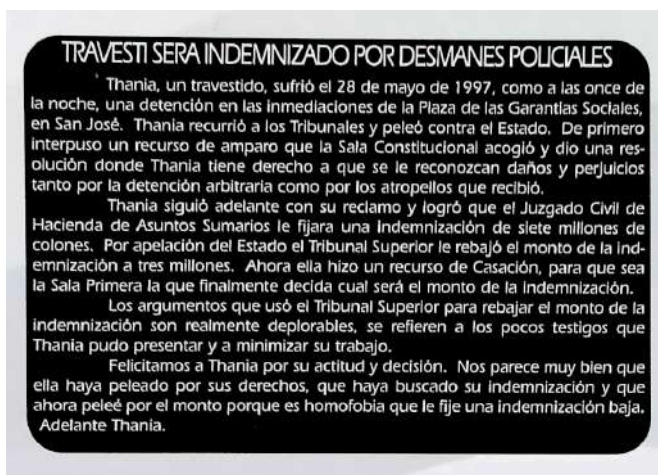 TRAVESTI SERA INDEMNIZADO POR DESMANES POLICIALES
Thania, un travestido, sufrió el 28 de mayo de 1997, como a las once de
la noche, una detención en las inmediaciones de la Plaza de las Garantías Sociales,
en San José. Thania recurrió a los Tribunales y peleó contra el Estado. De primero
interpuso un recurso de amparo que la Sala Constitucional acogió y dio una res-
olución donde Thania tiene derecho a que se le reconozcan daños y perjuicios
tanto por la detención arbitraria como por los atropellos que recibió.
Thania siguió adelante con su reclamo y logró que el Juzgado Civil de
Hacienda de Asuntos Sumarios le fijara una indemnización de siete millones de
colones. Por apelación del Estado el Tribunal Superior le rebajó el monto de la ind-
emnización a tres millones. Ahora ella hizo un recurso de Casación, para que sea
la Sala Primera la que finalmente decida cual será el monto de la indemnización.
Los argumentos que usó el Tribunal Superior para rebajar el monto de la
indemnización son realmente deplorables, se refieren a los pocos testigos que
Thania pudo presentar y a minimizar su trabajo.
Felicitamos a Thania por su actitud y decisión. Nos parece muy bien que
ella haya peleado por sus derechos, que haya buscado su indemnización y que
ahora peleé por el monto porque es homofobia que le fije una indemnización baja.
Adelante Thania.